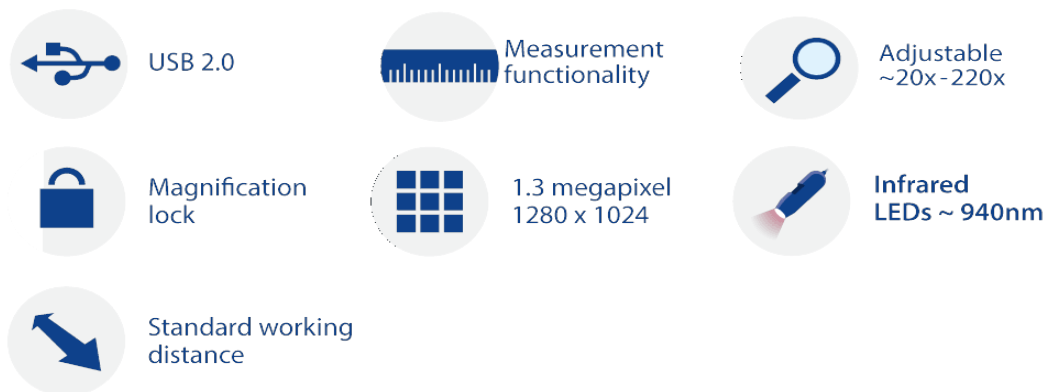 USB 2.0
Measurement
functionality
Adjustable
~20x-220x
Magnification
lock
1.3 megapixel
1280 x 1024
Infrared
LEDs ~ 940nm
Standard working
distance